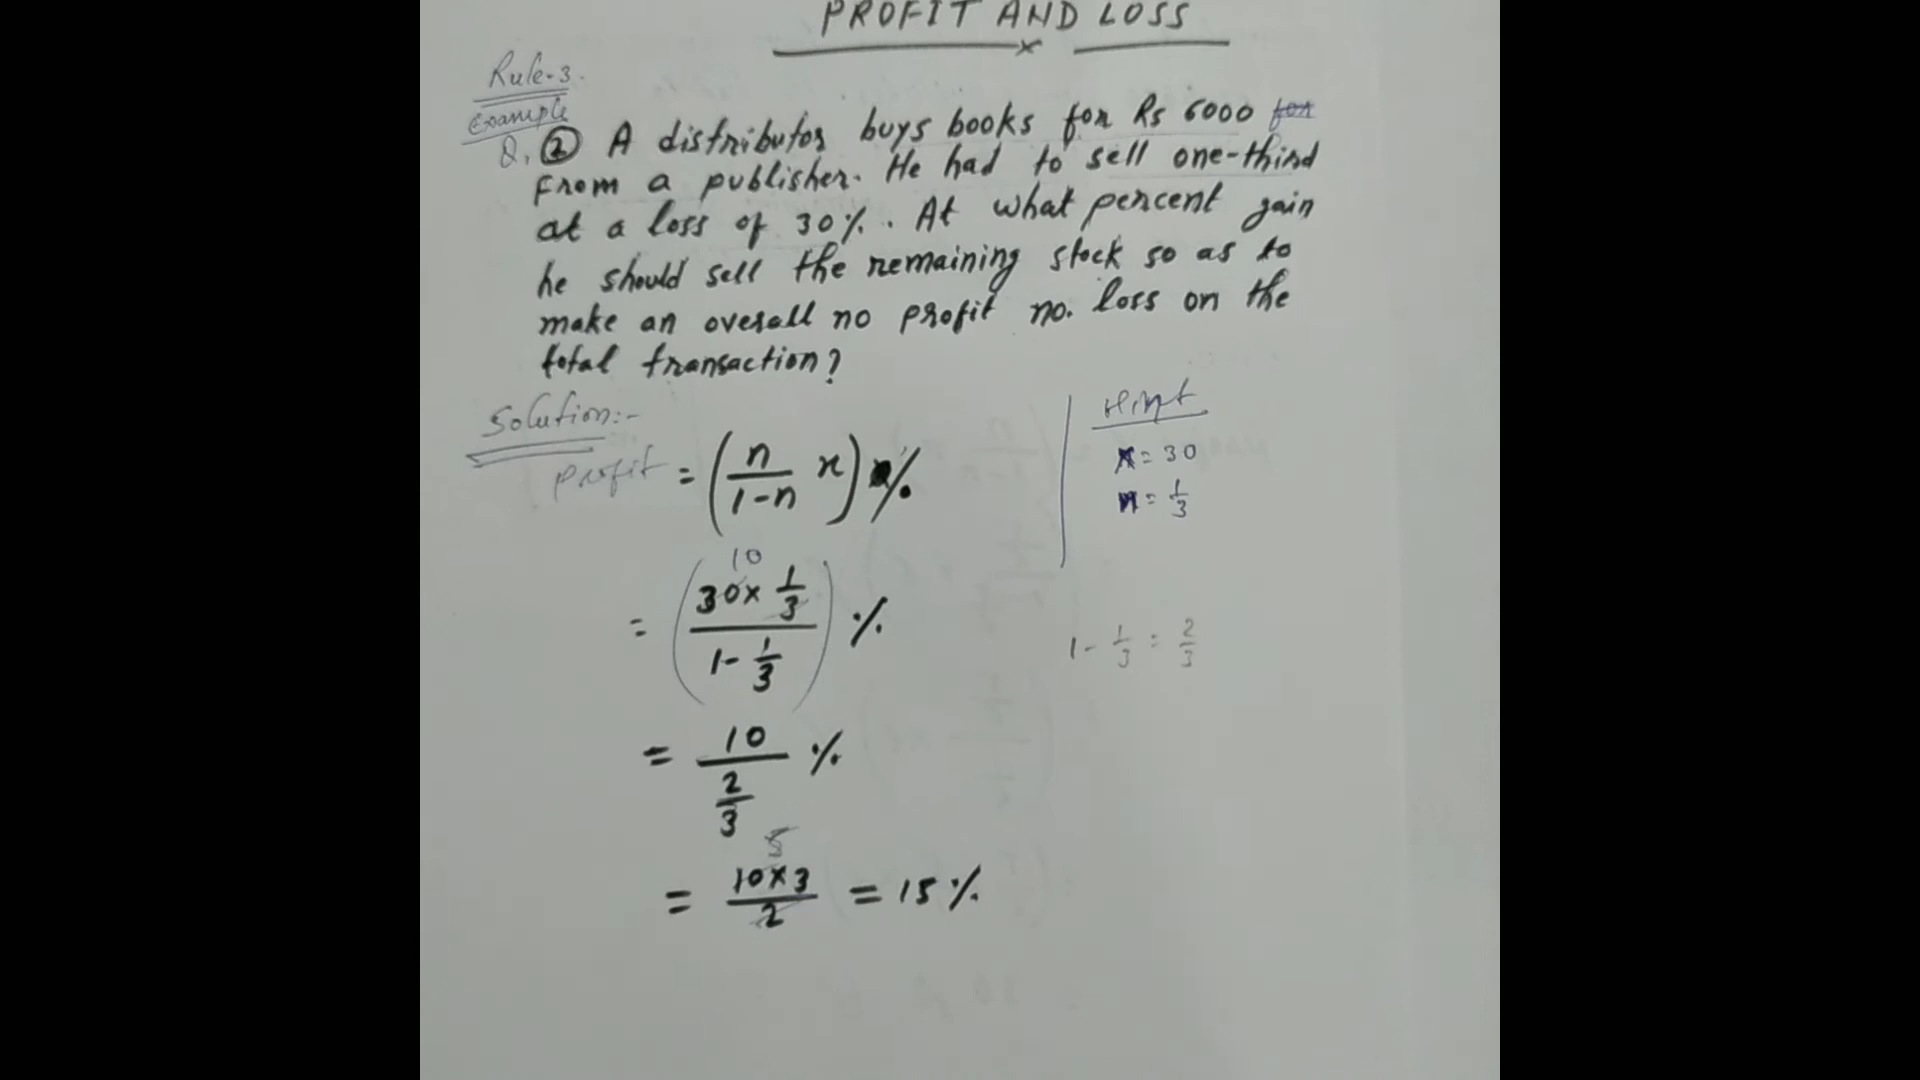 PROFIT AND LOSS
Rule-3.
Example
Q. 2 A distributor buys books for Rs 6000 for
From a publisher. He had to sell one-third
at a loss of 30%. At what percent gain
he should sell the remaining stock so as to
make an overall no profit no. loss on the
total transaction?
Solution:-
Hint
profit = (n/1-n x) %
x = 30
n = 1/3
10
= (30 x 1/3 / 1 - 1/3) %
1 - 1/3 = 2/3
= 10 / 2/3 %
5
= 10 x 3 / 2 = 15 %